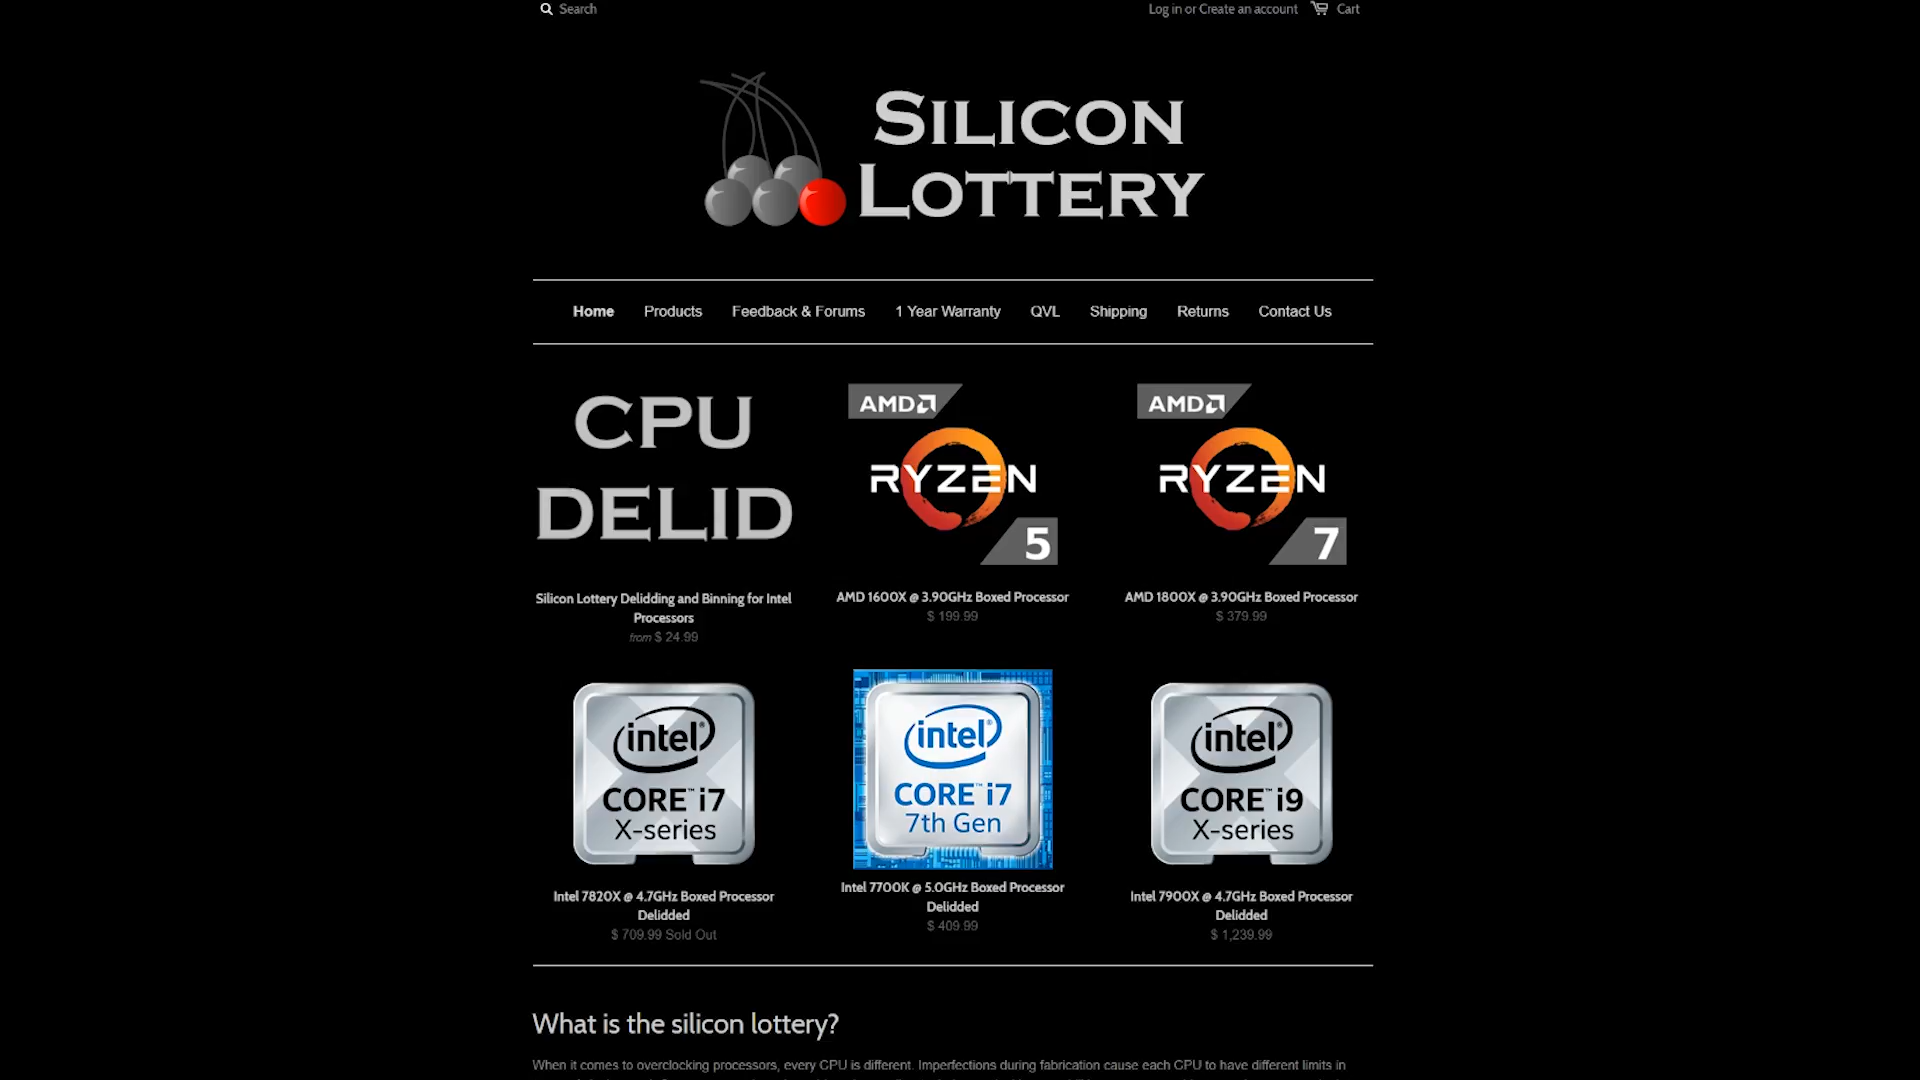 Search
Log in or Create an account Cart
SILICON
LOTTERY
Home Products Feedback & Forums 1 Year Warranty QVL Shipping Returns Contact Us
CPU
DELID
AMD
RYZEN
5
AMD
RYZEN
7
Silicon Lottery Delidding and Binning for Intel
Processors
from $ 24.99
AMD 1600X @ 3.90GHz Boxed Processor
$ 199.99
AMD 1800X @ 3.90GHz Boxed Processor
$ 379.99
intel®
CORE™ i7
X-series
intel®
CORE™ i7
7th Gen
intel®
CORE™ i9
X-series
Intel 7820X @ 4.7GHz Boxed Processor
Delidded
$ 709.99 Sold Out
Intel 7700K @ 5.0GHz Boxed Processor
Delidded
$ 409.99
Intel 7900X @ 4.7GHz Boxed Processor
Delidded
$ 1,239.99
What is the silicon lottery?
When it comes to overclocking processors, every CPU is different. Imperfections during fabrication cause each CPU to have different limits in